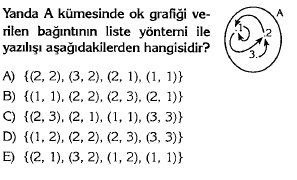 Yanda A kümesinde ok grafiği ve-
rilen bağıntının liste yöntemi ile
yazılışı aşağıdakilerden hangisidir?
A
1
2
3
A) {(2, 2), (3, 2), (2, 1), (1, 1)}
B) {(1, 1), (2, 2), (2, 3), (2, 1)}
C) {(2, 3), (2, 1), (1, 1), (3, 3)}
D) {(1, 2), (2, 2), (2, 3), (3, 3)}
E) {(2, 1), (3, 2), (1, 2), (1, 1)}